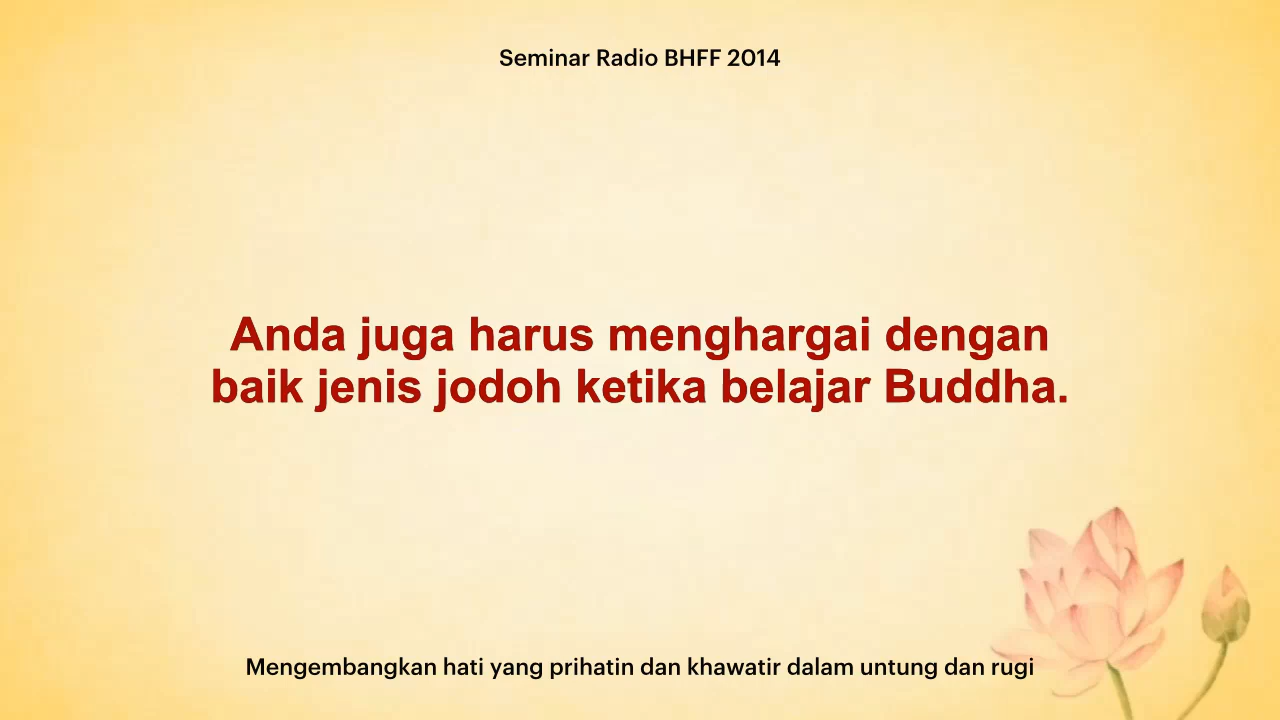 Seminar Radio BHFF 2014
Anda juga harus menghargai dengan
baik jenis jodoh ketika belajar Buddha.
Mengembangkan hati yang prihatin dan khawatir dalam untung dan rugi